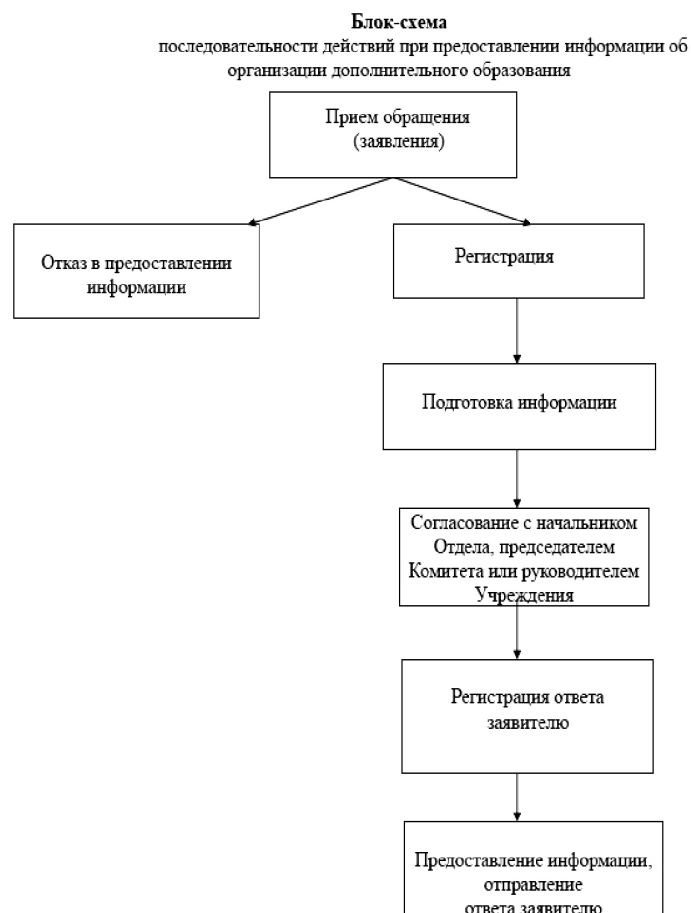 Блок-схема
последовательности действий при предоставлении информации об
организации дополнительного образования
Прием обращения
(заявления)
Отказ в предоставлении
информации
Регистрация
Подготовка информации
Согласование с начальником
Отдела, председателем
Комитета или руководителем
Учреждения
Регистрация ответа
заявителю
Предоставление информации,
отправление
ответа заявителю